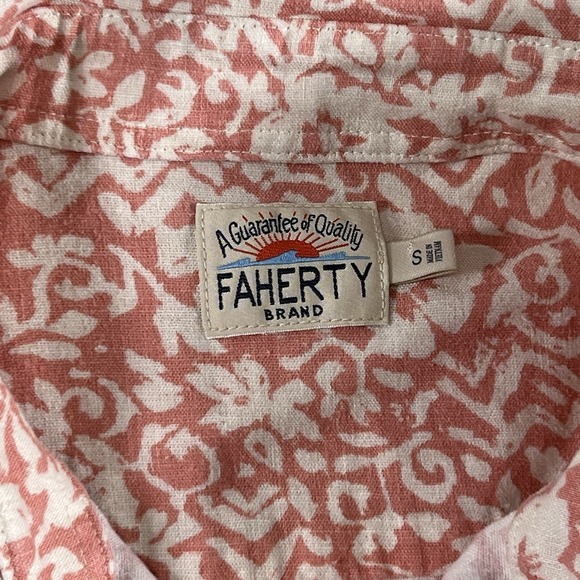 A Guarantee of Quality
FAHERTY
BRAND
S
MADE IN
VIETNAM